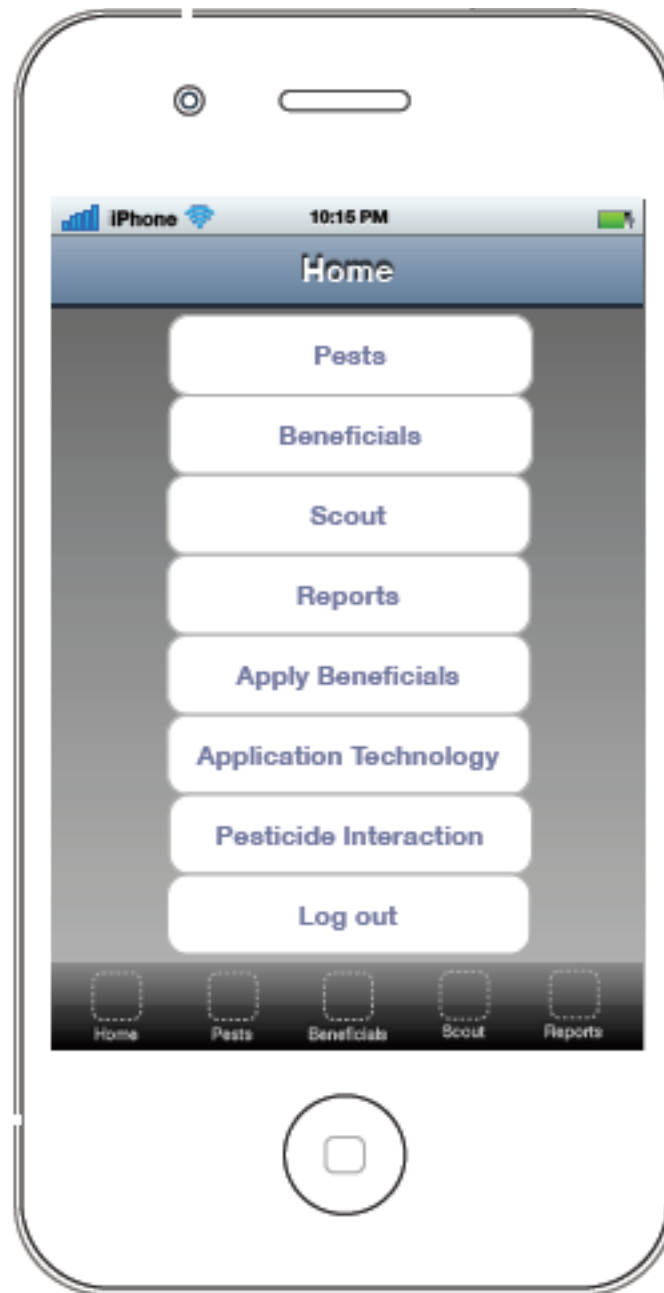 iPhone 10:15 PM
Home
Pests
Beneficials
Scout
Reports
Apply Beneficials
Application Technology
Pesticide Interaction
Log out
Home Pests Beneficials Scout Reports